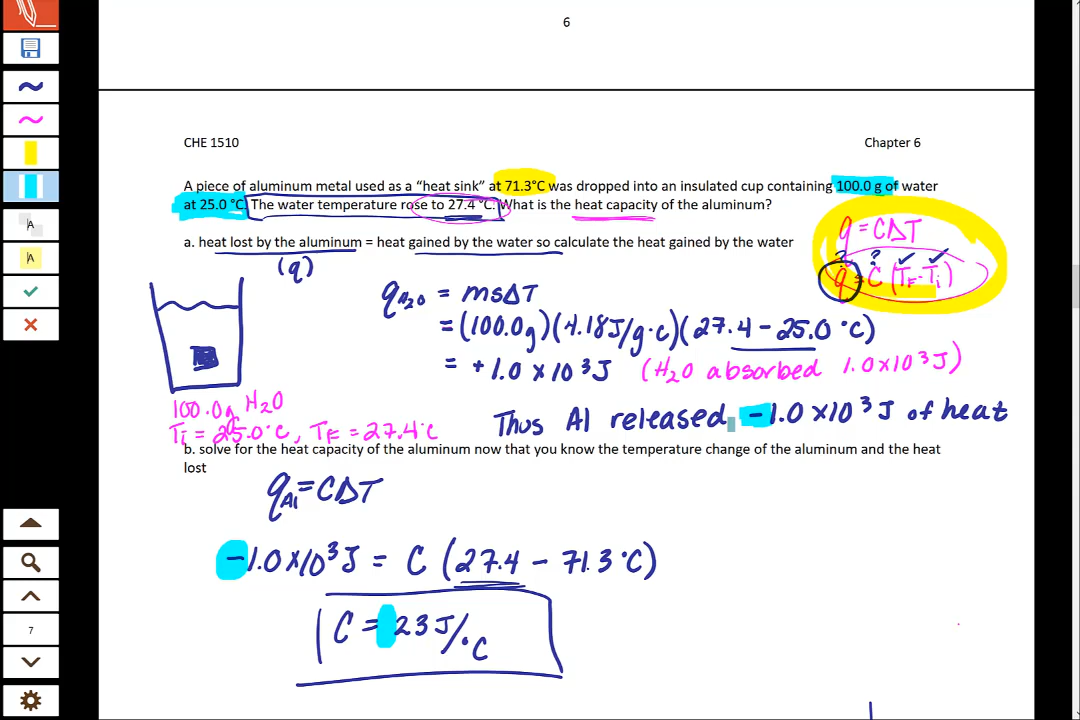 6
CHE 1510 Chapter 6
A piece of aluminum metal used as a “heat sink” at 71.3°C was dropped into an insulated cup containing 100.0 g of water
at 25.0 °C. The water temperature rose to 27.4 °C. What is the heat capacity of the aluminum?
q = CΔT
a. heat lost by the aluminum = heat gained by the water so calculate the heat gained by the water
(q)
? ? ✓ ✓
q = C (TF - Ti)
qH2O = msΔT
= (100.0g)(4.18J/g·°C)(27.4 – 25.0 °C)
= + 1.0 × 10³ J (H2O absorbed 1.0×10³ J)
100.0g H2O
Thus Al released -1.0 ×10³ J of heat
Ti = 25.0°C, TF = 27.4°C
b. solve for the heat capacity of the aluminum now that you know the temperature change of the aluminum and the heat
lost
qAl = CΔT
-1.0×10³ J = C (27.4 – 71.3 °C)
C = 23 J/°C
A
A
7